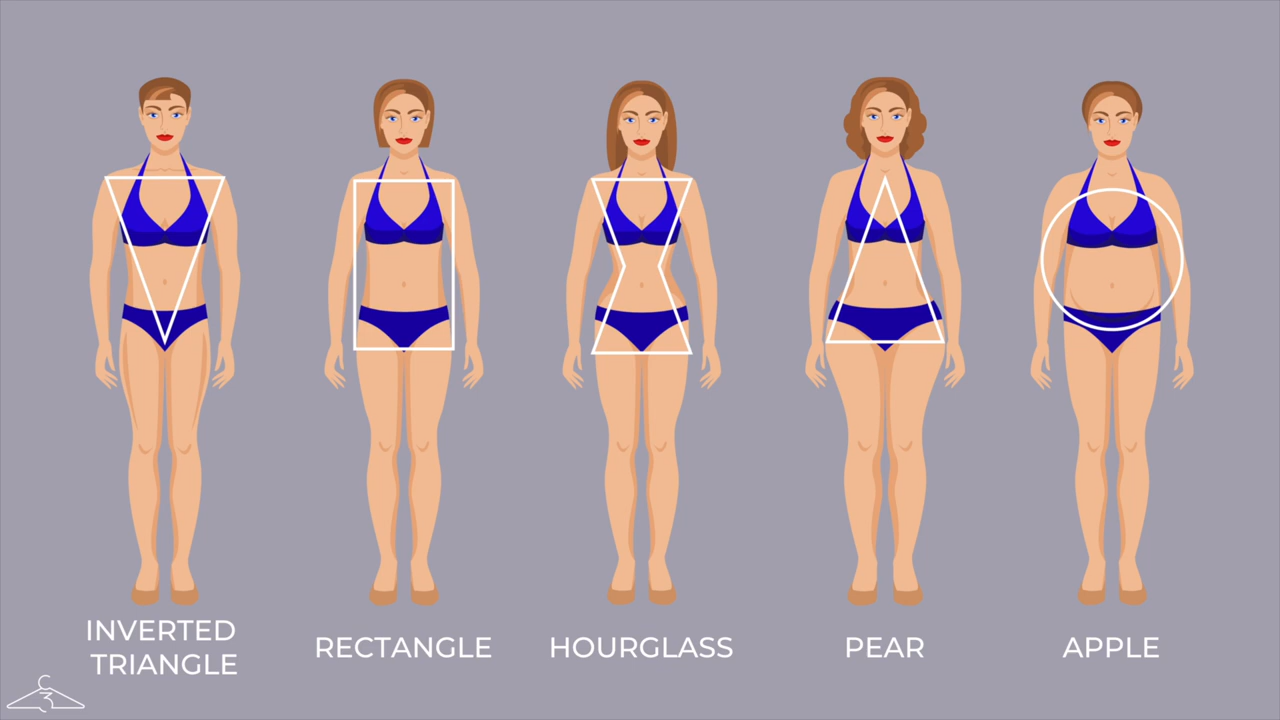 INVERTED
TRIANGLE
RECTANGLE
HOURGLASS
PEAR
APPLE